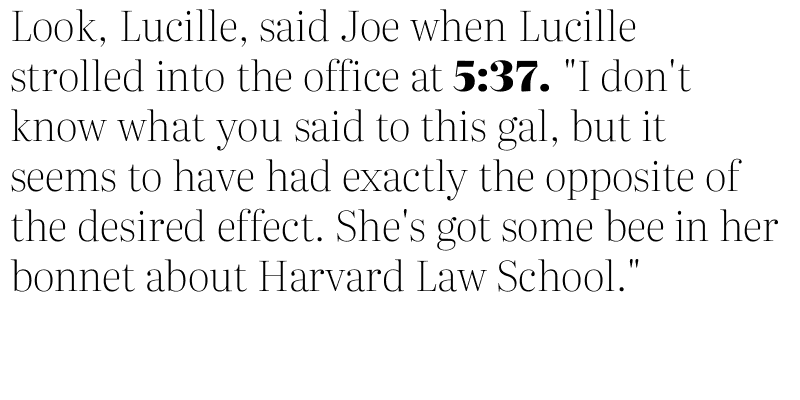 Look, Lucille, said Joe when Lucille
strolled into the office at 5:37. "I don't
know what you said to this gal, but it
seems to have had exactly the opposite of
the desired effect. She's got some bee in her
bonnet about Harvard Law School."